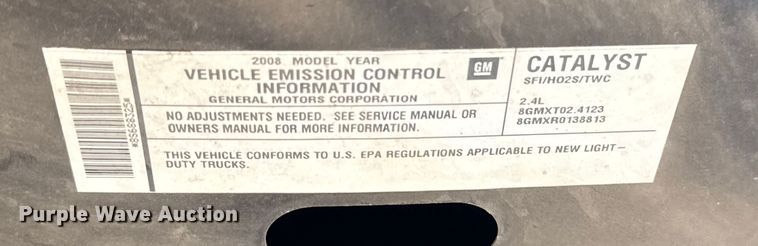 *8S688325*
2008 MODEL YEAR
VEHICLE EMISSION CONTROL
INFORMATION
GENERAL MOTORS CORPORATION
GM
NO ADJUSTMENTS NEEDED. SEE SERVICE MANUAL OR
OWNERS MANUAL FOR MORE INFORMATION.
CATALYST
SFI/HO2S/TWC
2.4L
8GMXT02.4123
8GMXR0138813
THIS VEHICLE CONFORMS TO U.S. EPA REGULATIONS APPLICABLE TO NEW LIGHT-
DUTY TRUCKS.
Purple Wave Auction